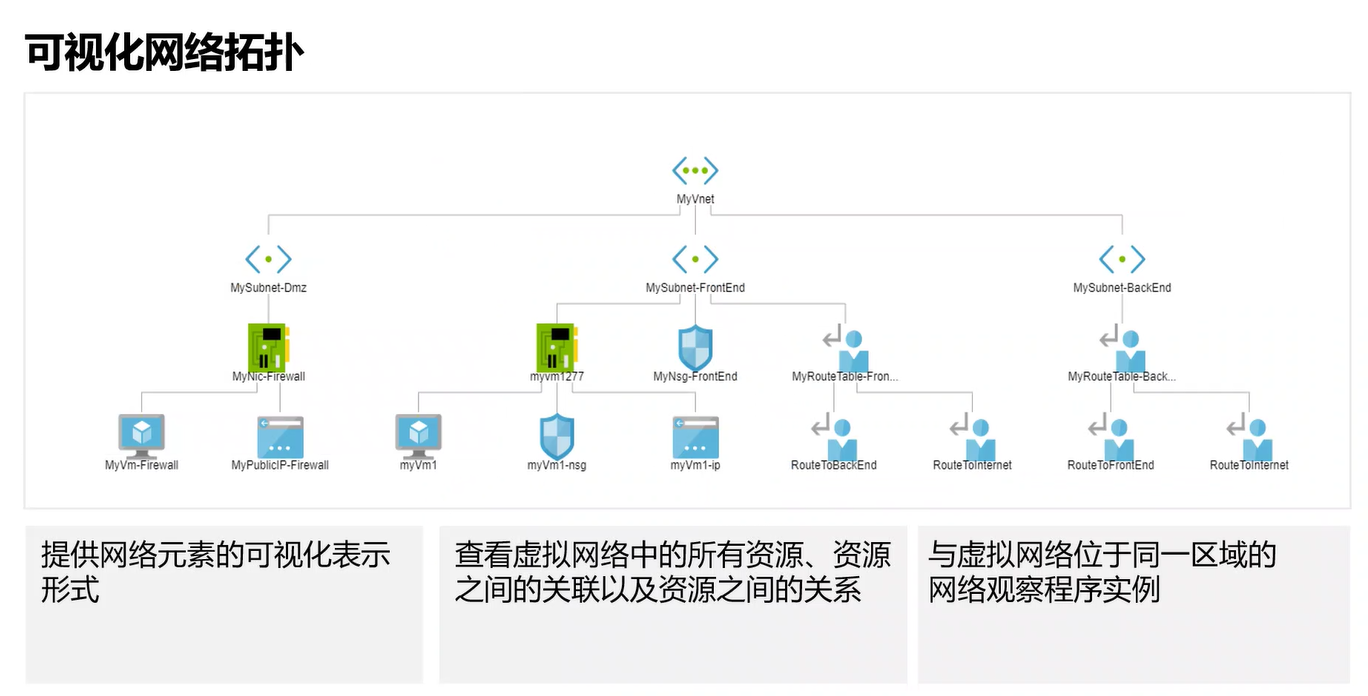 可视化网络拓扑
MyVnet
MySubnet-Dmz
MySubnet-FrontEnd
MySubnet-BackEnd
MyNic-Firewall
myvm1277
MyNsg-FrontEnd
MyRouteTable-Fron...
MyRouteTable-Back...
MyVm-Firewall
MyPublicIP-Firewall
myVm1
myVm1-nsg
myVm1-ip
RouteToBackEnd
RouteToInternet
RouteToFrontEnd
RouteToInternet
提供网络元素的可视化表示
形式
查看虚拟网络中的所有资源、资源
之间的关联以及资源之间的关系
与虚拟网络位于同一区域的
网络观察程序实例